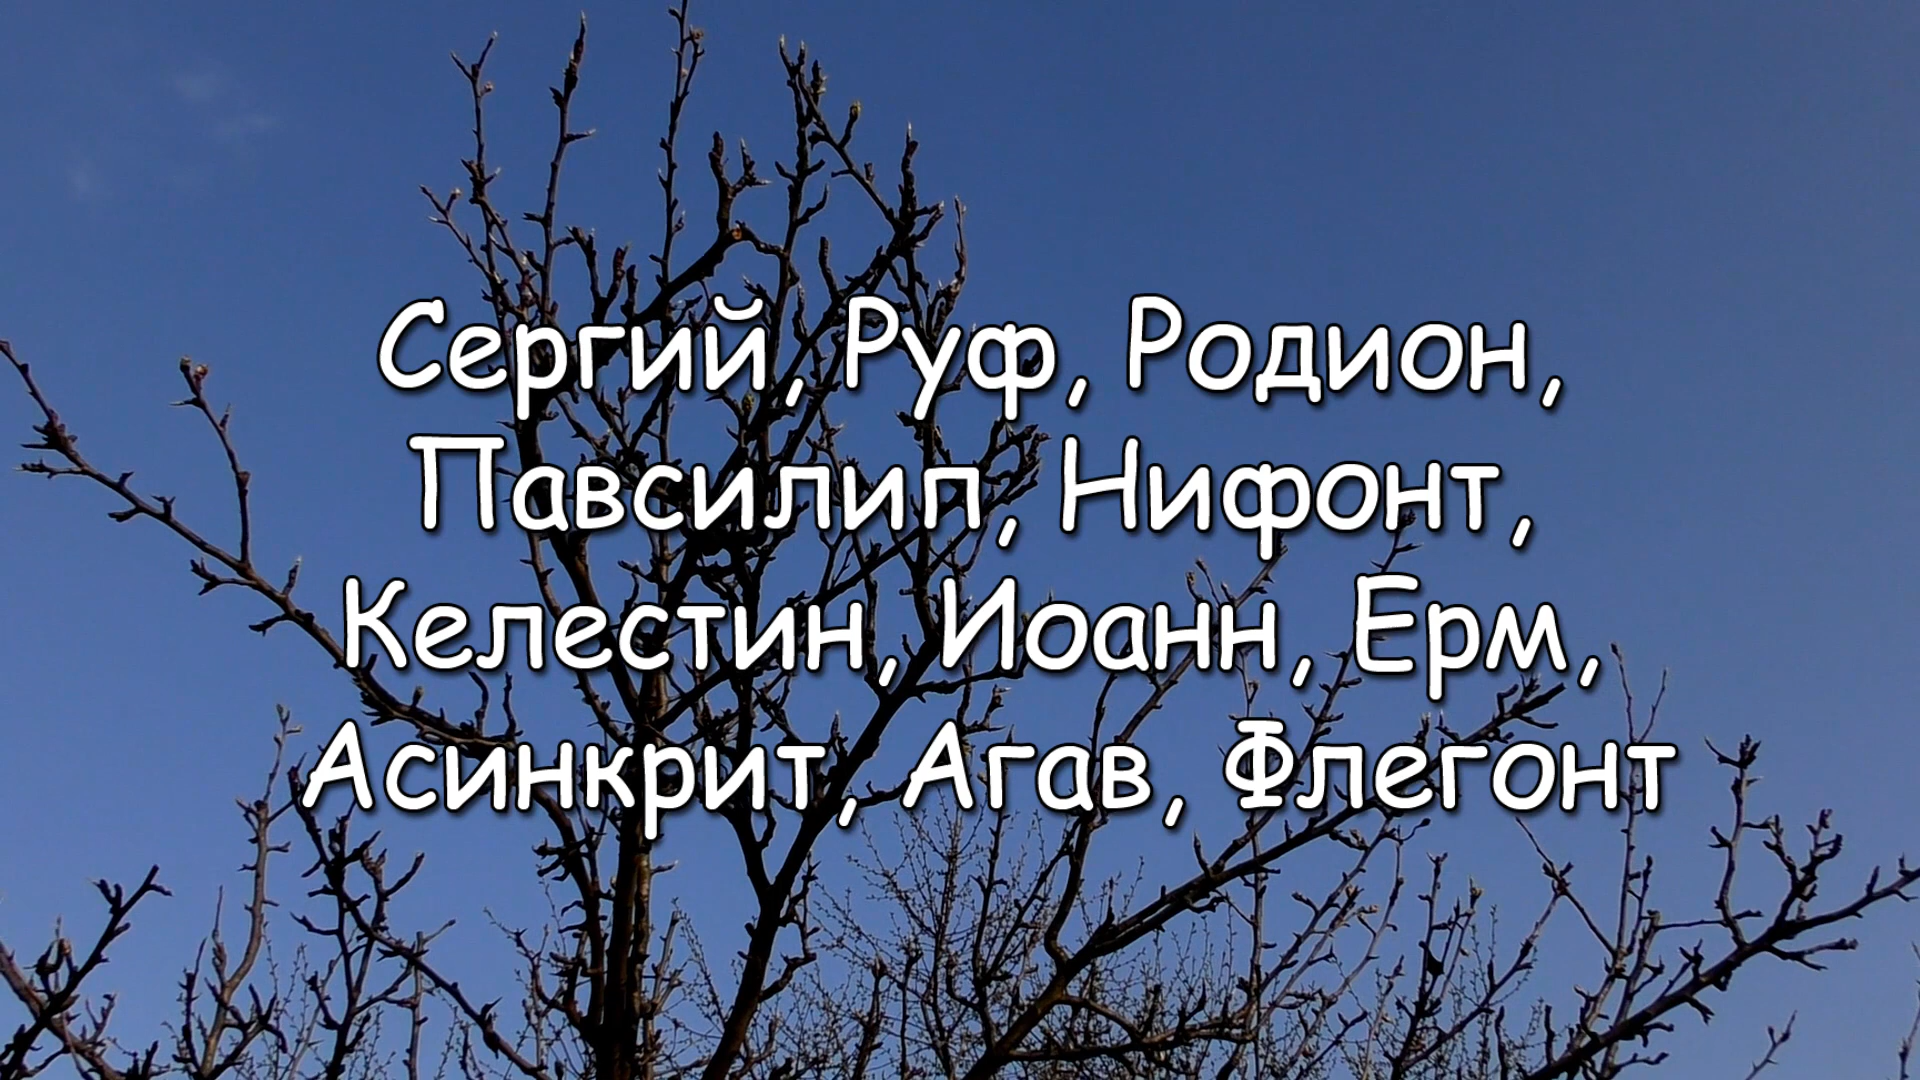 Сергий, Руф, Родион,
Павсилип, Нифонт,
Келестин, Иоанн, Ерм,
Асинкрит, Агав, Флегонт